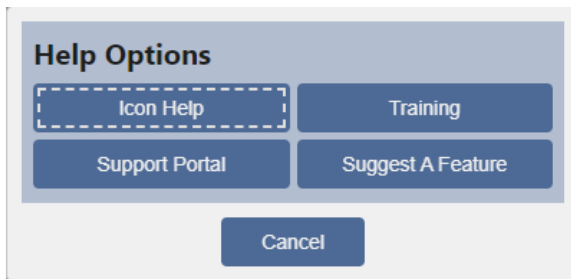 Help Options
Icon Help
Training
Support Portal
Suggest A Feature
Cancel